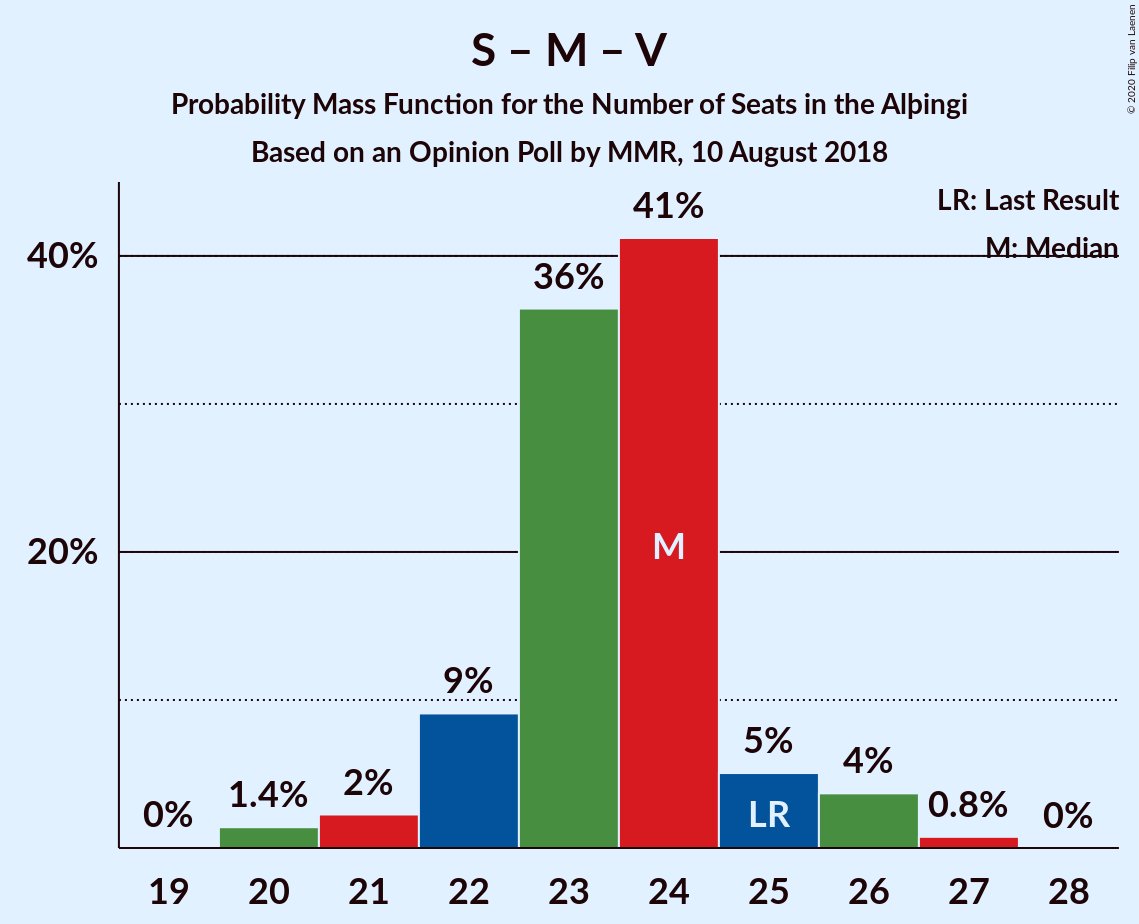 S – M – V
Probability Mass Function for the Number of Seats in the Alþingi
Based on an Opinion Poll by MMR, 10 August 2018
© 2020 Filip van Laenen
LR: Last Result
M: Median
40%
20%
0%
1.4%
2%
9%
36%
41%
5%
4%
0.8%
0%
M
LR
19 20 21 22 23 24 25 26 27 28